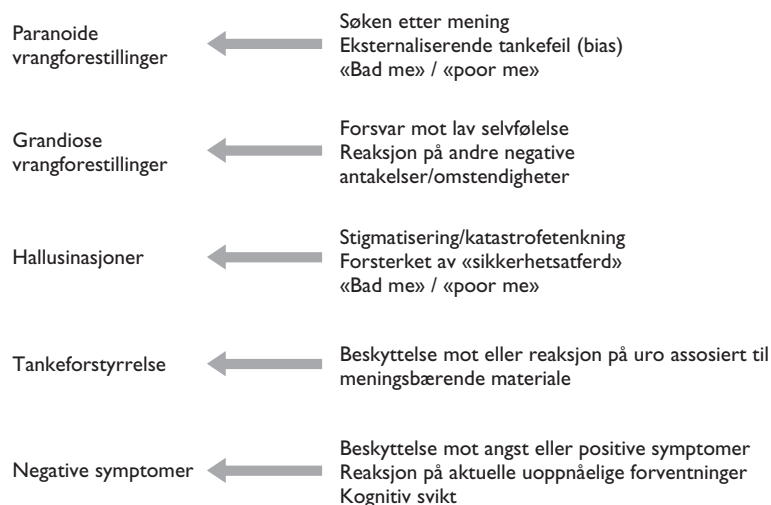 Paranoide
vrangforestillinger
Søken etter mening
Eksternaliserende tankefeil (bias)
«Bad me» / «poor me»
Grandiose
vrangforestillinger
Forsvar mot lav selvfølelse
Reaksjon på andre negative
antakelser/omstendigheter
Hallusinasjoner
Stigmatisering/katastrofetenkning
Forsterket av «sikkerhetsatferd»
«Bad me» / «poor me»
Tankeforstyrrelse
Beskyttelse mot eller reaksjon på uro assosiert til
meningsbærende materiale
Negative symptomer
Beskyttelse mot angst eller positive symptomer
Reaksjon på aktuelle uoppnåelige forventninger
Kognitiv svikt